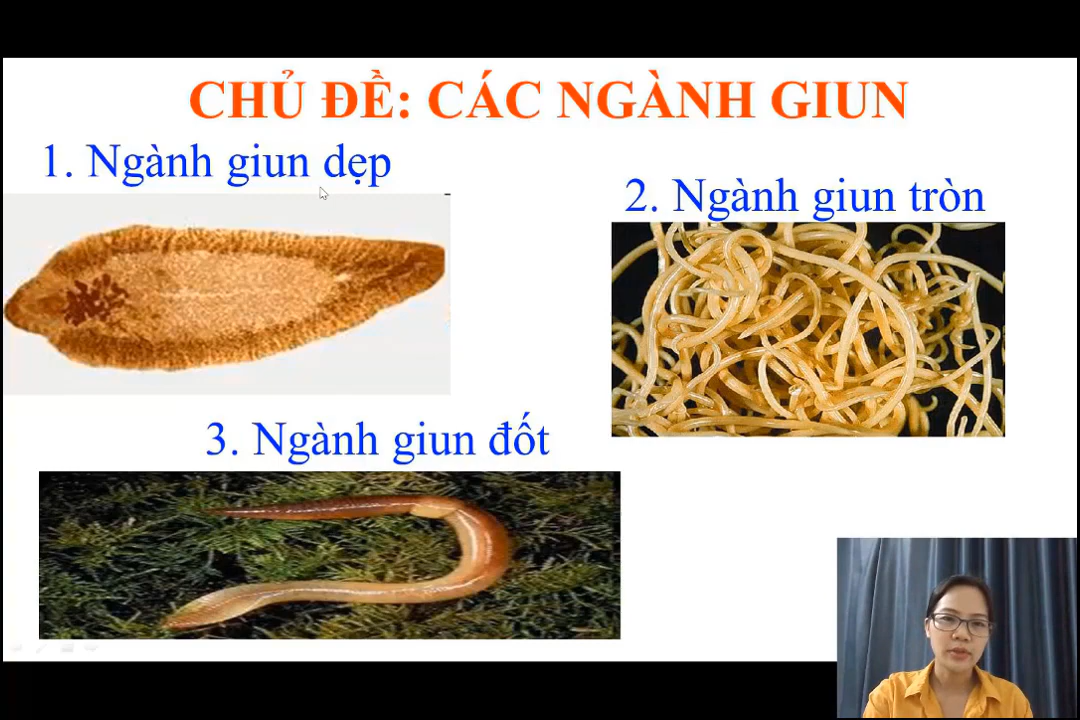 CHỦ ĐỀ: CÁC NGÀNH GIUN
1. Ngành giun dẹp
2. Ngành giun tròn
3. Ngành giun đốt